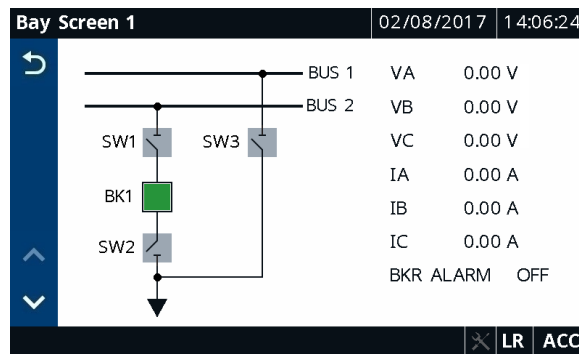 Bay Screen 1 02/08/2017 14:06:24
BUS 1 VA 0.00 V
BUS 2 VB 0.00 V
SW1 SW3 VC 0.00 V
IA 0.00 A
BK1 IB 0.00 A
SW2 IC 0.00 A
BKR ALARM OFF
LR ACC